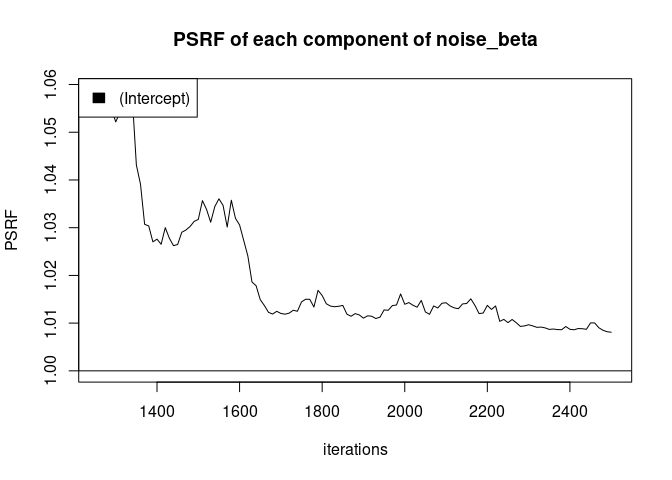 PSRF of each component of noise_beta
(Intercept)
PSRF
1.06
1.05
1.04
1.03
1.02
1.01
1.00
1400 1600 1800 2000 2200 2400
iterations